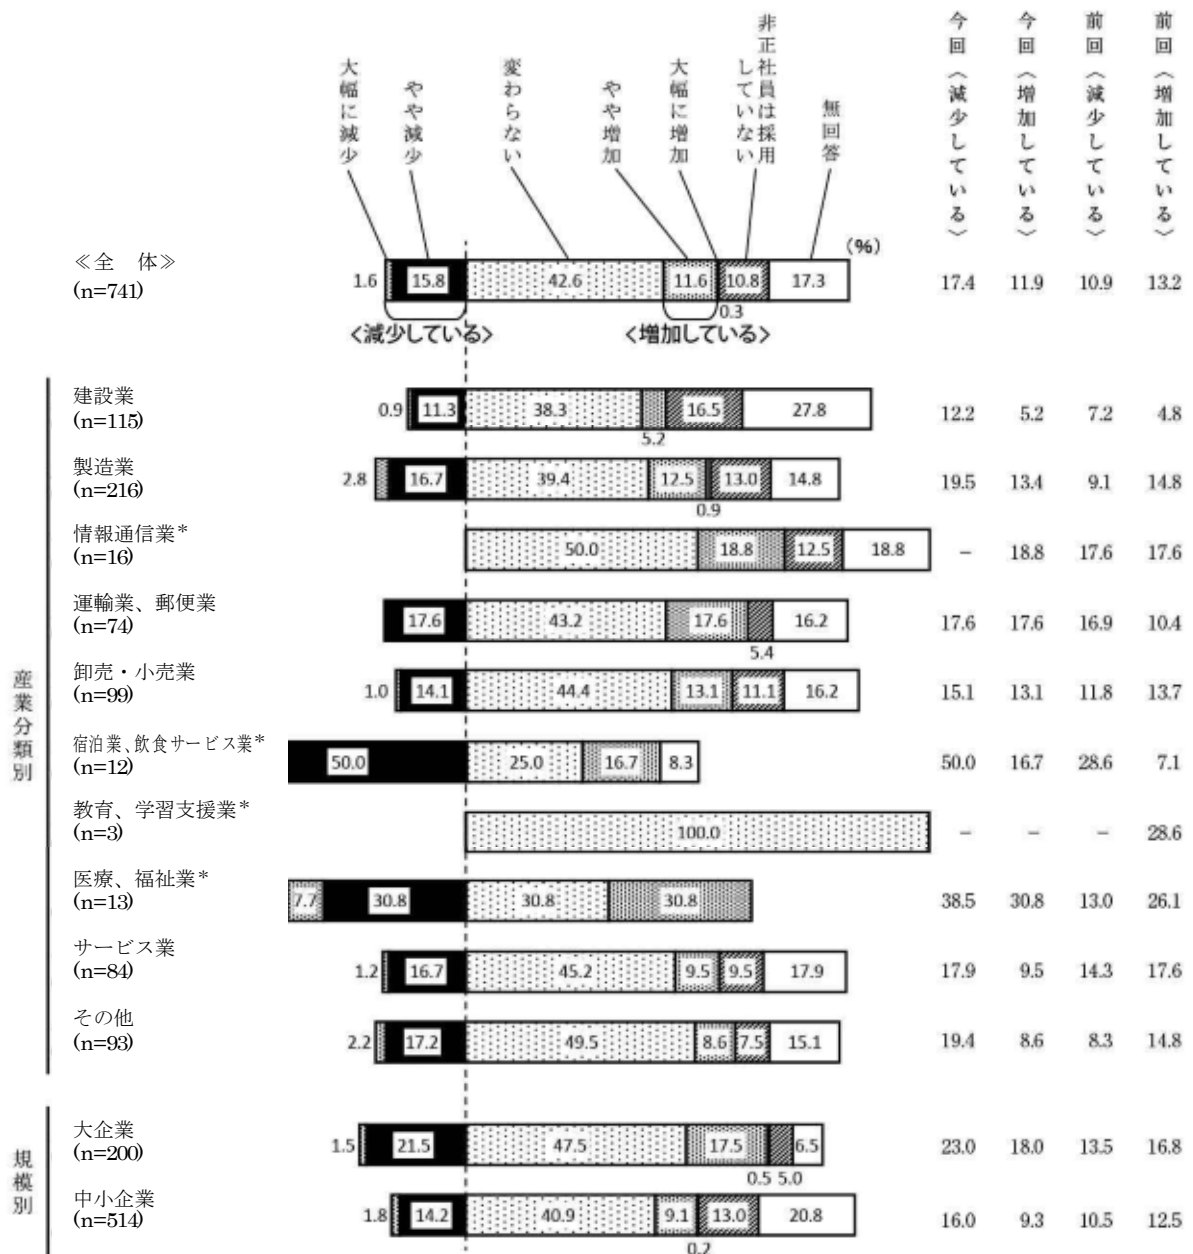 大幅に減少
やや減少
変わらない
やや増加
大幅に増加
非正社員は採用
していない
無回答
今回〈減少している〉
今回〈増加している〉
前回〈減少している〉
前回〈増加している〉
(%)
≪全　体≫
(n=741)
1.6 15.8 42.6 11.6 10.8 17.3 17.4 11.9 10.9 13.2
0.3
<減少している> <増加している>
産業分類別
建設業
(n=115)
0.9 11.3 38.3 16.5 27.8 12.2 5.2 7.2 4.8
5.2
製造業
(n=216)
2.8 16.7 39.4 12.5 13.0 14.8 19.5 13.4 9.1 14.8
0.9
情報通信業*
(n=16)
50.0 18.8 12.5 18.8 － 18.8 17.6 17.6
運輸業、郵便業
(n=74)
17.6 43.2 17.6 16.2 17.6 17.6 16.9 10.4
5.4
卸売・小売業
(n=99)
1.0 14.1 44.4 13.1 11.1 16.2 15.1 13.1 11.8 13.7
宿泊業、飲食サービス業*
(n=12)
50.0 25.0 16.7 8.3 50.0 16.7 28.6 7.1
教育、学習支援業*
(n=3)
100.0 － － － 28.6
医療、福祉業*
(n=13)
7.7 30.8 30.8 30.8 38.5 30.8 13.0 26.1
サービス業
(n=84)
1.2 16.7 45.2 9.5 9.5 17.9 17.9 9.5 14.3 17.6
その他
(n=93)
2.2 17.2 49.5 8.6 7.5 15.1 19.4 8.6 8.3 14.8
規模別
大企業
(n=200)
1.5 21.5 47.5 17.5 6.5 23.0 18.0 13.5 16.8
0.5 5.0
中小企業
(n=514)
1.8 14.2 40.9 9.1 13.0 20.8 16.0 9.3 10.5 12.5
0.2